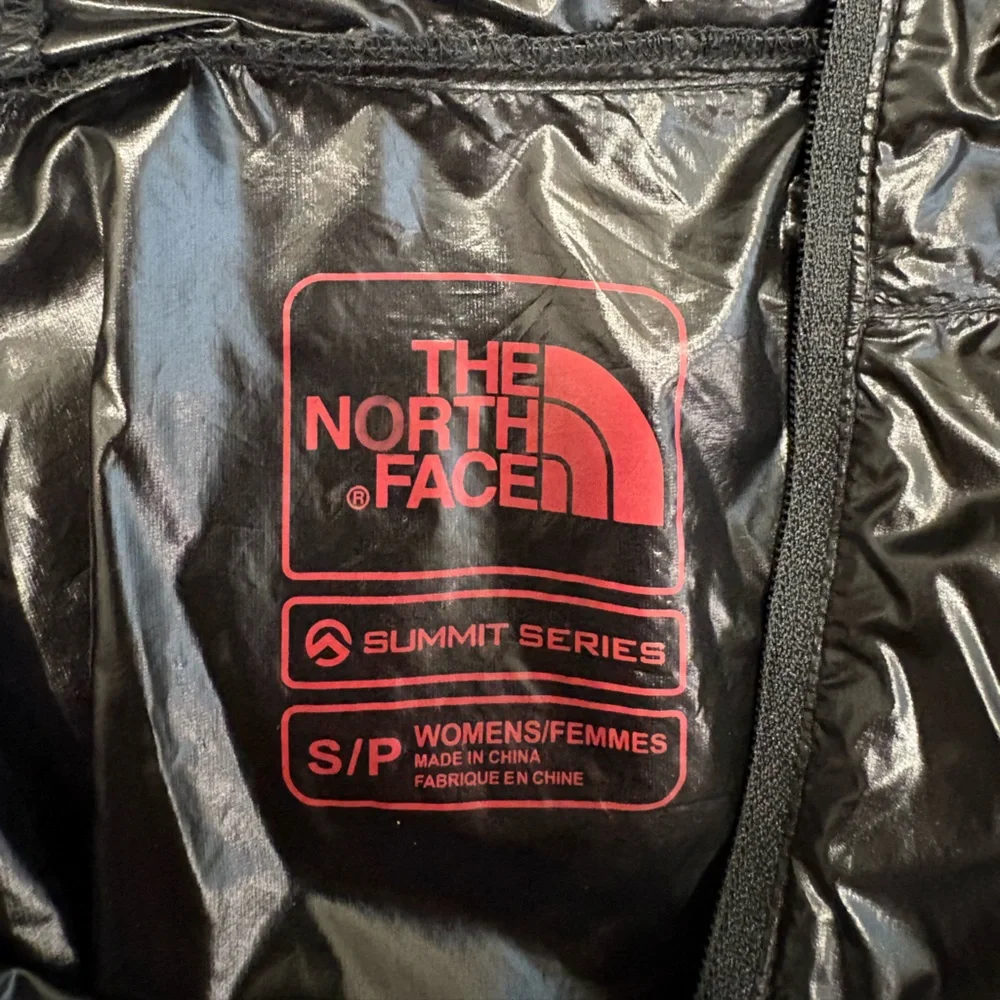 THE
NORTH
® FACE
SUMMIT SERIES
S/P
WOMENS/FEMMES
MADE IN CHINA
FABRIQUE EN CHINE